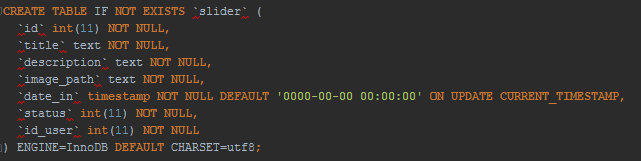 CREATE TABLE IF NOT EXISTS `slider` (
`id` int(11) NOT NULL,
`title` text NOT NULL,
`description` text NOT NULL,
`image_path` text NOT NULL,
`date_in` timestamp NOT NULL DEFAULT '0000-00-00 00:00:00' ON UPDATE CURRENT_TIMESTAMP,
`status` int(11) NOT NULL,
`id_user` int(11) NOT NULL
) ENGINE=InnoDB DEFAULT CHARSET=utf8;